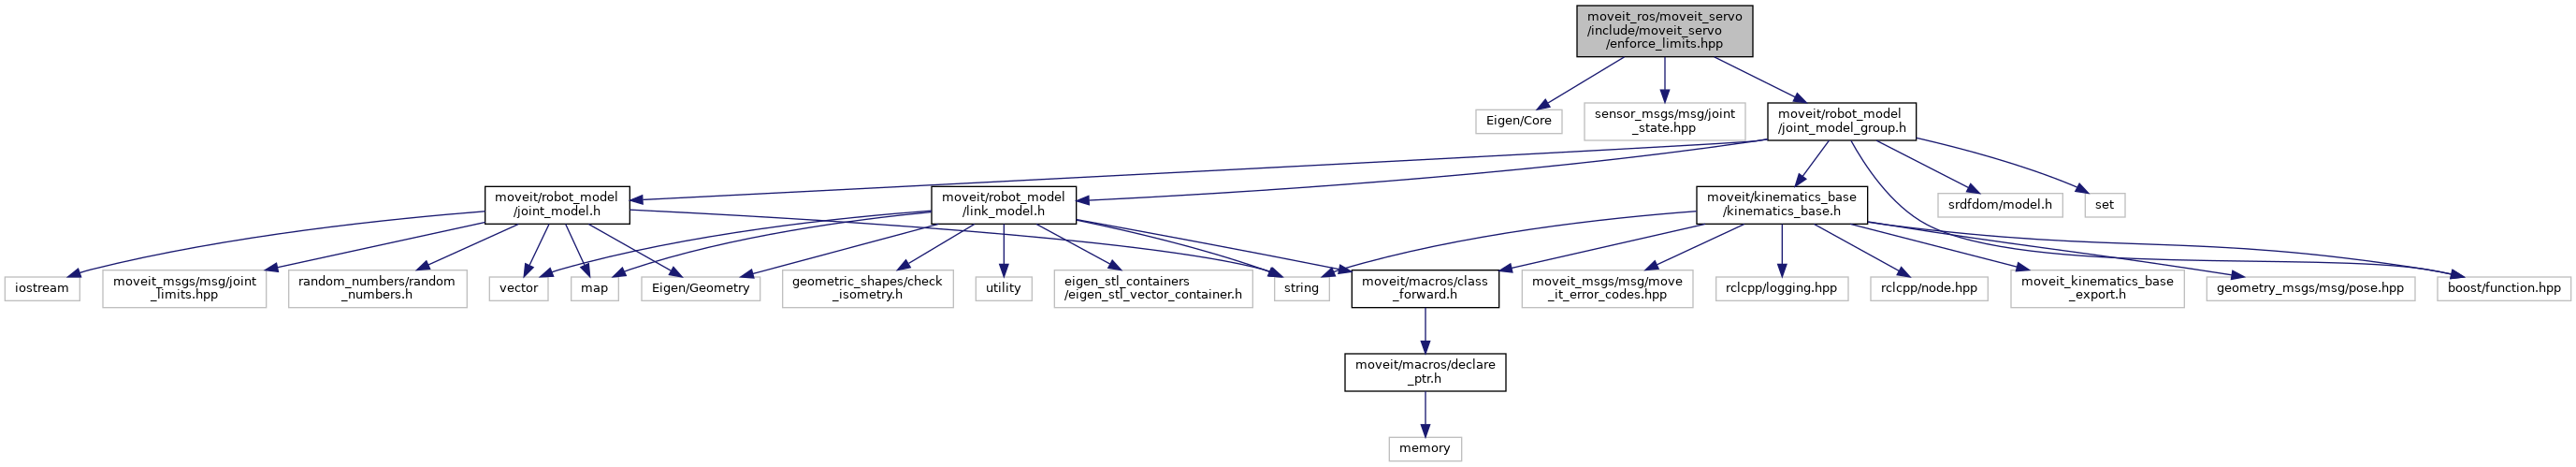 moveit_ros/moveit_servo
/include/moveit_servo
/enforce_limits.hpp
Eigen/Core
sensor_msgs/msg/joint
_state.hpp
moveit/robot_model
/joint_model_group.h
moveit/robot_model
/joint_model.h
moveit/robot_model
/link_model.h
moveit/kinematics_base
/kinematics_base.h
srdfdom/model.h
set
iostream
moveit_msgs/msg/joint
_limits.hpp
random_numbers/random
_numbers.h
vector
map
Eigen/Geometry
geometric_shapes/check
_isometry.h
utility
eigen_stl_containers
/eigen_stl_vector_container.h
string
moveit/macros/class
_forward.h
moveit_msgs/msg/move
_it_error_codes.hpp
rclcpp/logging.hpp
rclcpp/node.hpp
moveit_kinematics_base
_export.h
geometry_msgs/msg/pose.hpp
boost/function.hpp
moveit/macros/declare
_ptr.h
memory